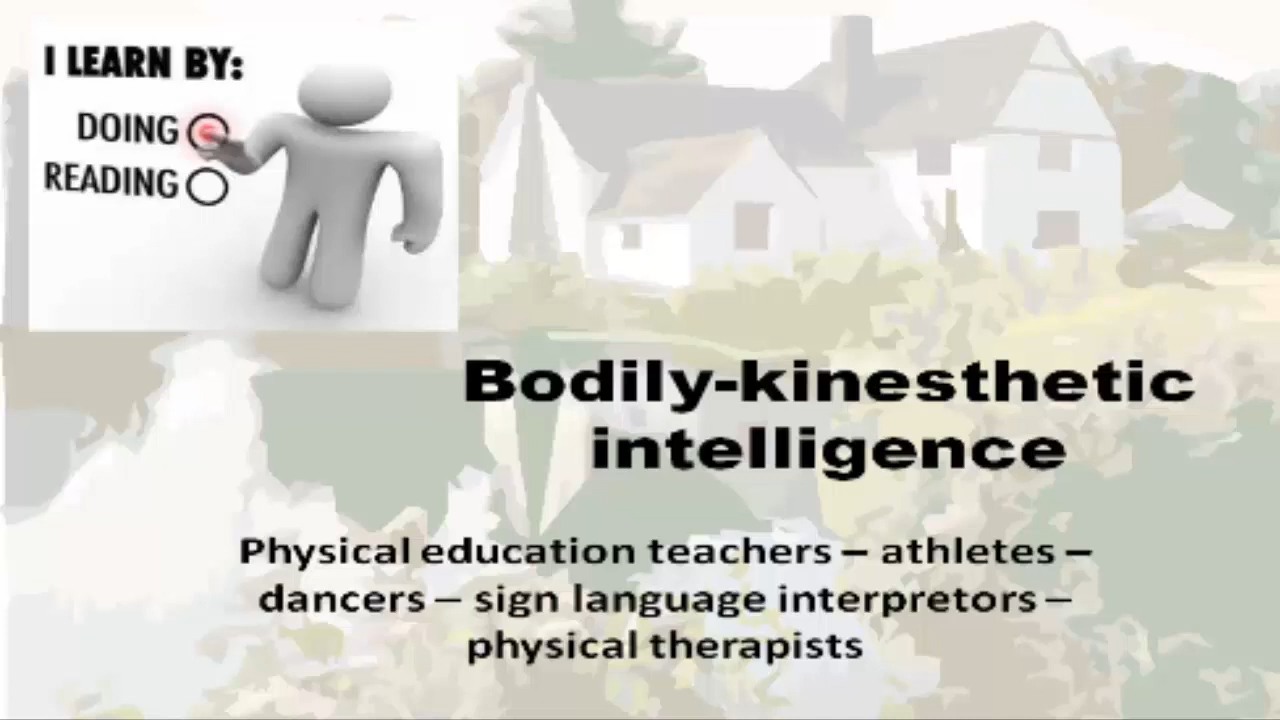 I LEARN BY:
DOING
READING
Bodily-kinesthetic
intelligence
Physical education teachers – athletes –
dancers – sign language interpretors –
physical therapists